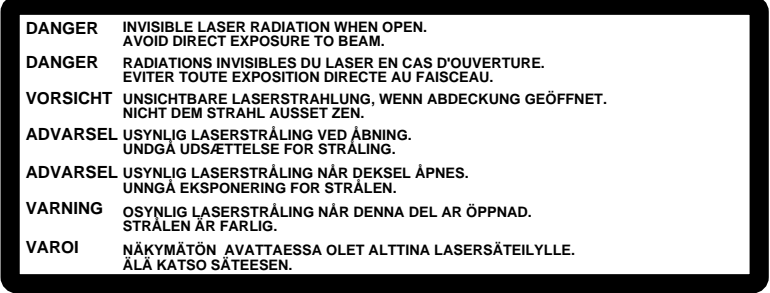 DANGER INVISIBLE LASER RADIATION WHEN OPEN.
AVOID DIRECT EXPOSURE TO BEAM.
DANGER RADIATIONS INVISIBLES DU LASER EN CAS D'OUVERTURE.
EVITER TOUTE EXPOSITION DIRECTE AU FAISCEAU.
VORSICHT UNSICHTBARE LASERSTRAHLUNG, WENN ABDECKUNG GEÖFFNET.
NICHT DEM STRAHL AUSSET ZEN.
ADVARSEL USYNLIG LASERSTRÅLING VED ÅBNING.
UNDGÅ UDSÆTTELSE FOR STRÅLING.
ADVARSEL USYNLIG LASERSTRÅLING NÅR DEKSEL ÅPNES.
UNNGÅ EKSPONERING FOR STRÅLEN.
VARNING OSYNLIG LASERSTRÅLING NÅR DENNA DEL AR ÖPPNAD.
STRÅLEN ÄR FARLIG.
VAROI NÄKYMÄTÖN AVATTAESSA OLET ALTTINA LASERSÄTEILYLLE.
ÄLÄ KATSO SÄTEESEN.